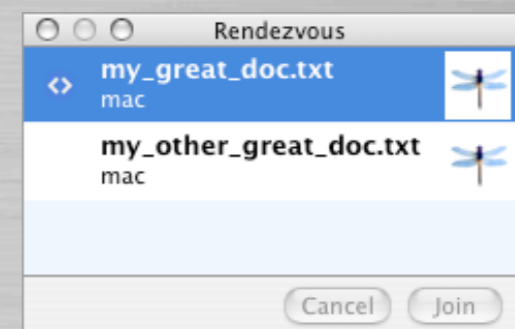 Rendezvous
my_great_doc.txt
mac
my_other_great_doc.txt
mac
Cancel Join